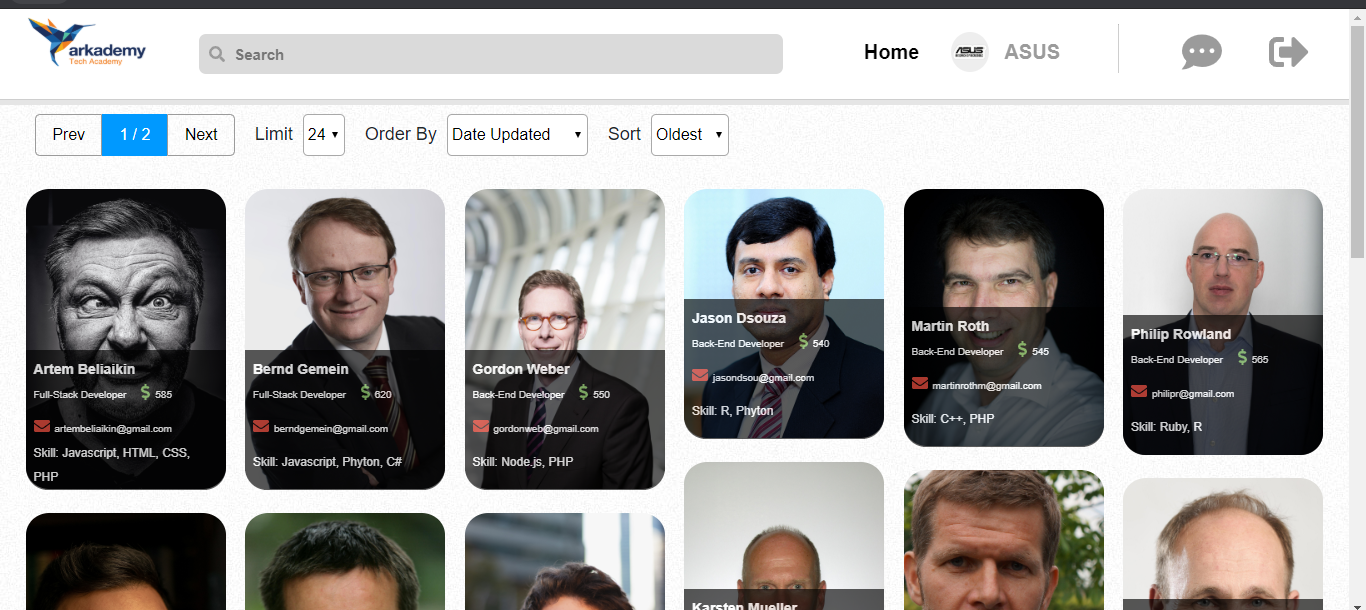 arkademy
Tech Academy
Search
Home
ASUS
ASUS
Prev
1 / 2
Next
Limit
24
Order By
Date Updated
Sort
Oldest
Artem Beliaikin
Full-Stack Developer $ 585
artembeliaikin@gmail.com
Skill: Javascript, HTML, CSS,
PHP
Bernd Gemein
Full-Stack Developer $ 620
berndgemein@gmail.com
Skill: Javascript, Phyton, C#
Gordon Weber
Back-End Developer $ 550
gordonweb@gmail.com
Skill: Node.js, PHP
Jason Dsouza
Back-End Developer $ 540
jasondsou@gmail.com
Skill: R, Phyton
Martin Roth
Back-End Developer $ 545
martinrothm@gmail.com
Skill: C++, PHP
Philip Rowland
Back-End Developer $ 565
philipr@gmail.com
Skill: Ruby, R
Karsten Mueller